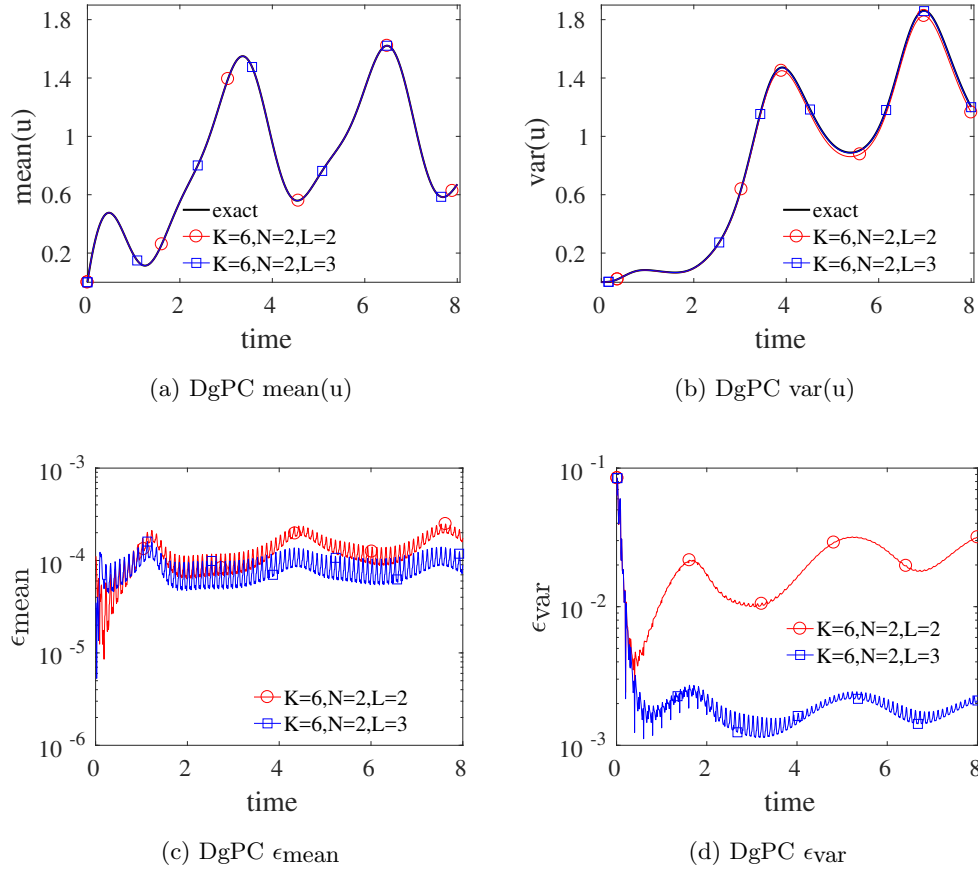 1.8
1.4
1
0.6
0.2
mean(u)
exact
K=6,N=2,L=2
K=6,N=2,L=3
0 2 4 6 8
time
(a) DgPC mean(u)
1.8
1.4
1
0.6
0.2
var(u)
exact
K=6,N=2,L=2
K=6,N=2,L=3
0 2 4 6 8
time
(b) DgPC var(u)
10⁻³
10⁻⁴
10⁻⁵
10⁻⁶
ϵmean
K=6,N=2,L=2
K=6,N=2,L=3
0 2 4 6 8
time
(c) DgPC ϵmean
10⁻¹
10⁻²
10⁻³
ϵvar
K=6,N=2,L=2
K=6,N=2,L=3
0 2 4 6 8
time
(d) DgPC ϵvar